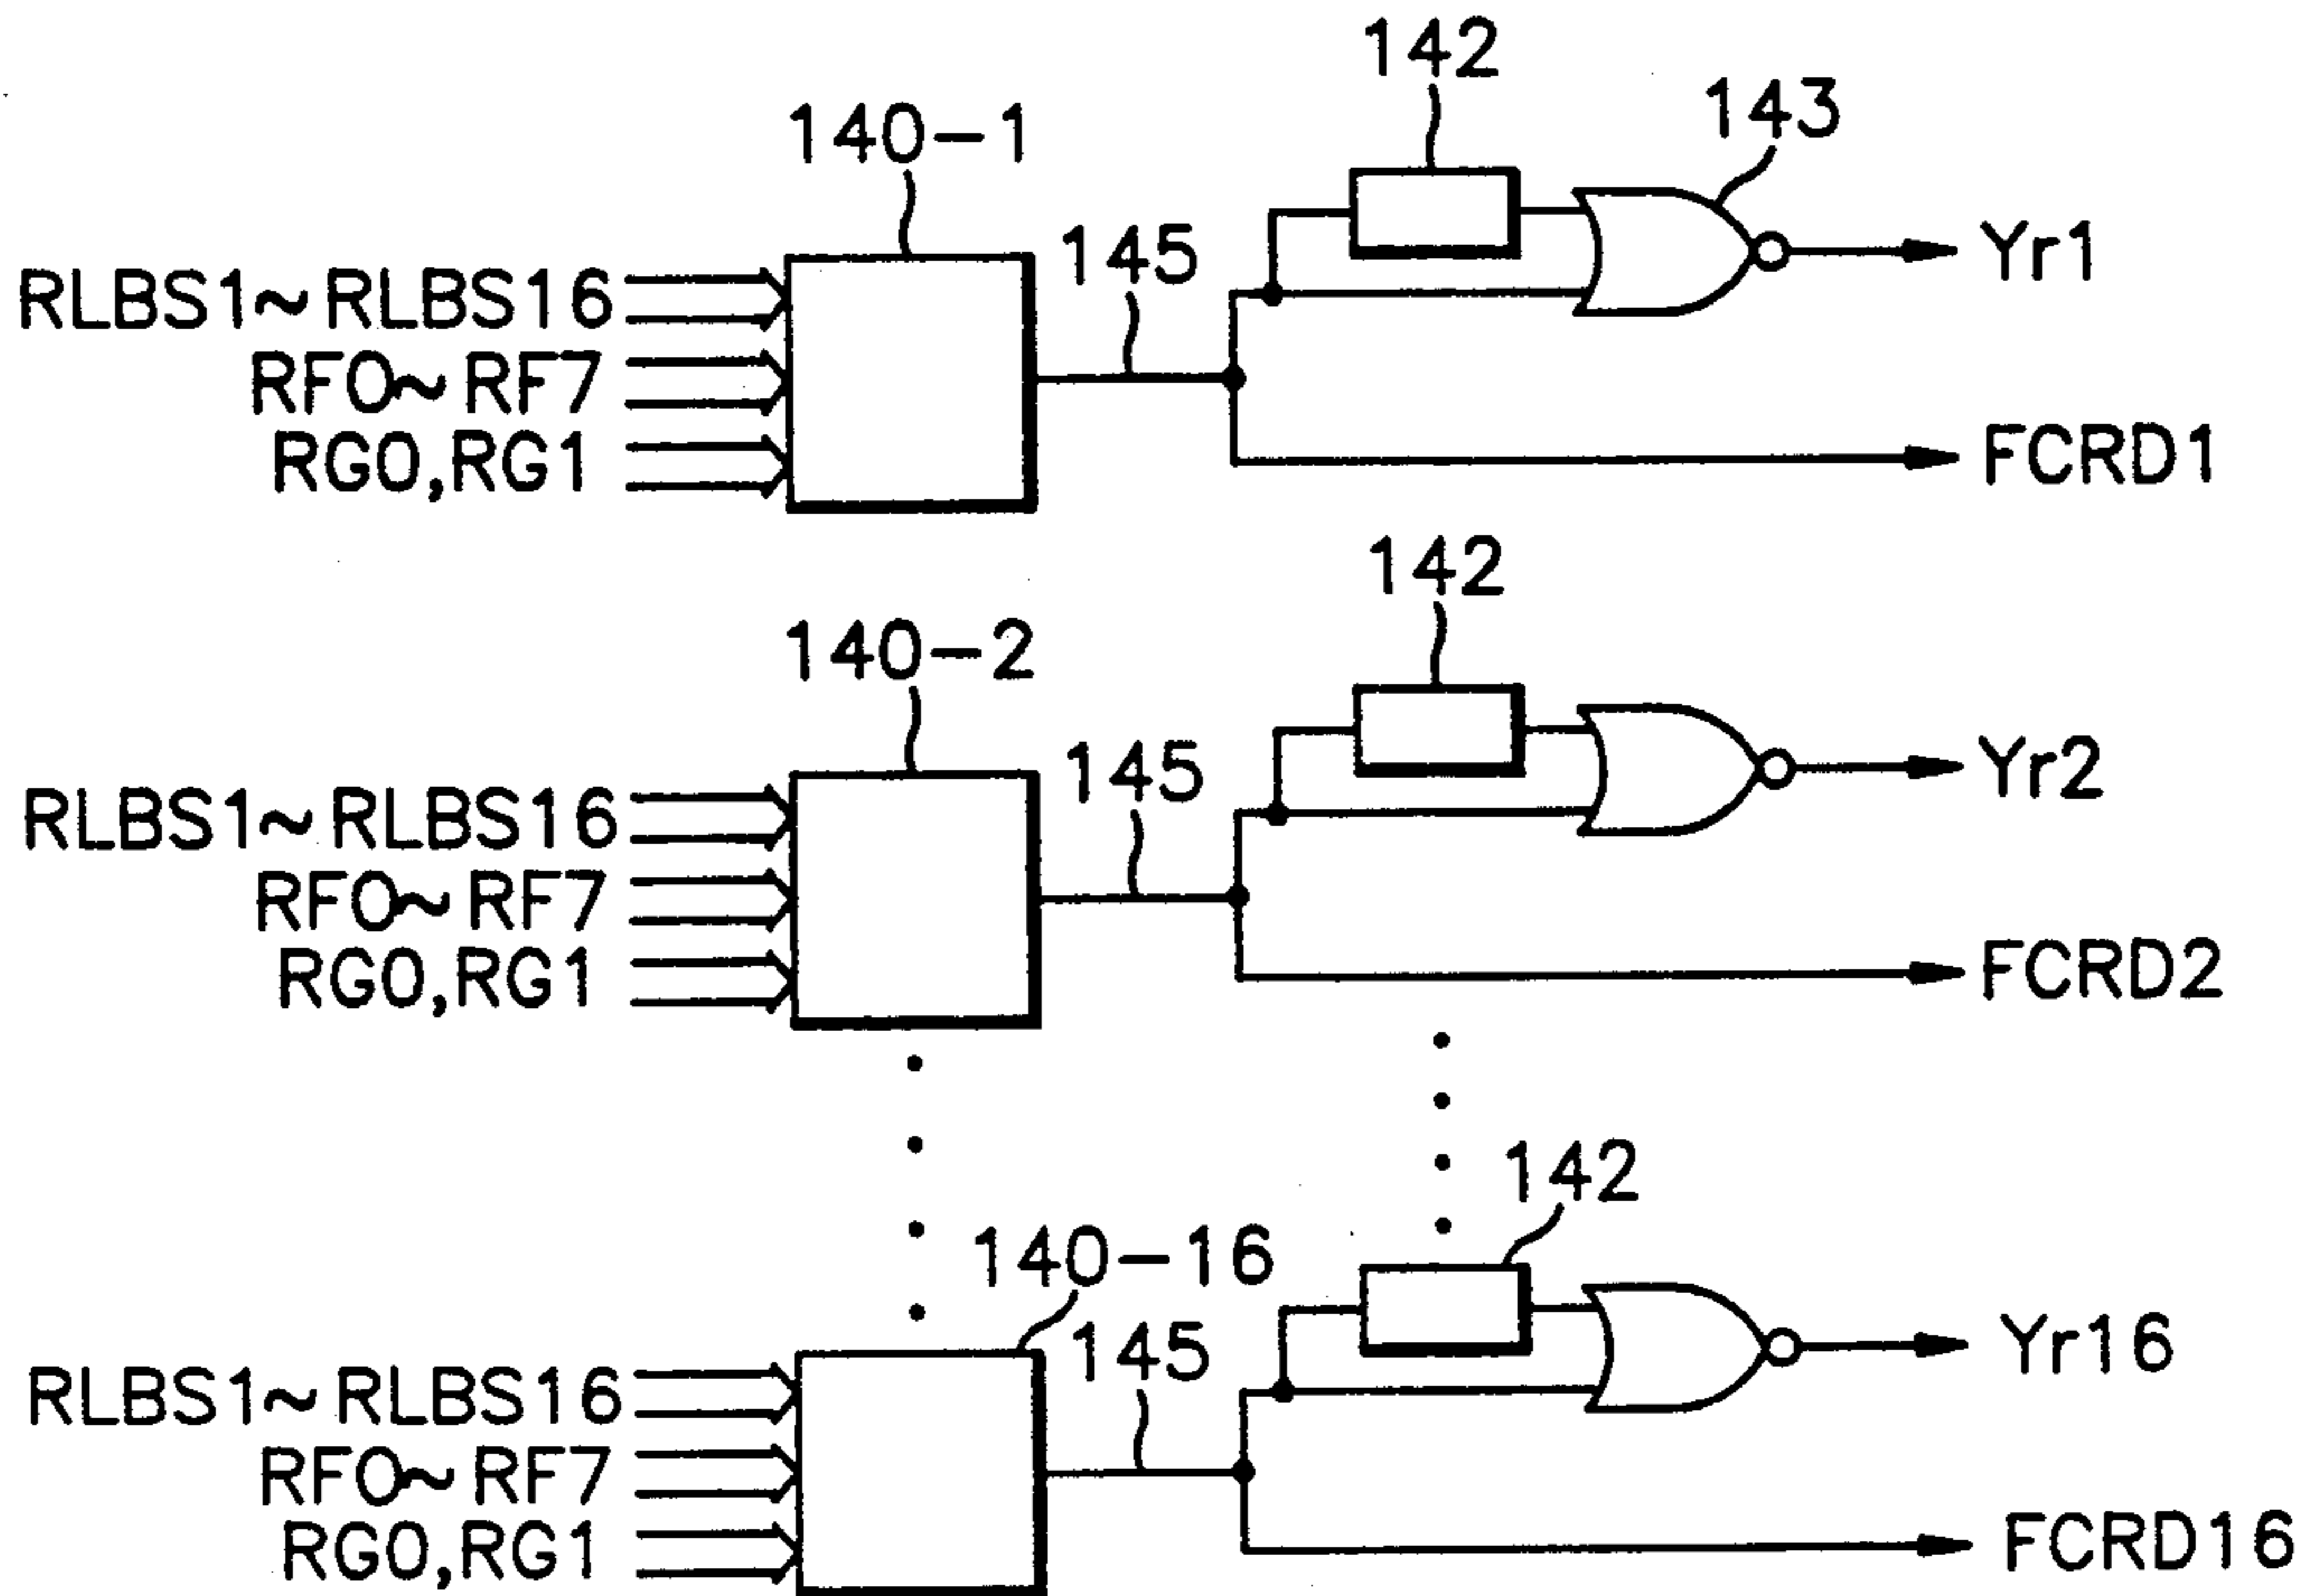 142
143
140-1
145
Yr1
RLBS1~RLBS16
RF0~RF7
RG0,RG1
FCRD1
142
140-2
145
Yr2
RLBS1~RLBS16
RF0~RF7
RG0,RG1
FCRD2
142
140-16
145
Yr16
RLBS1~RLBS16
RF0~RF7
RG0,RG1
FCRD16